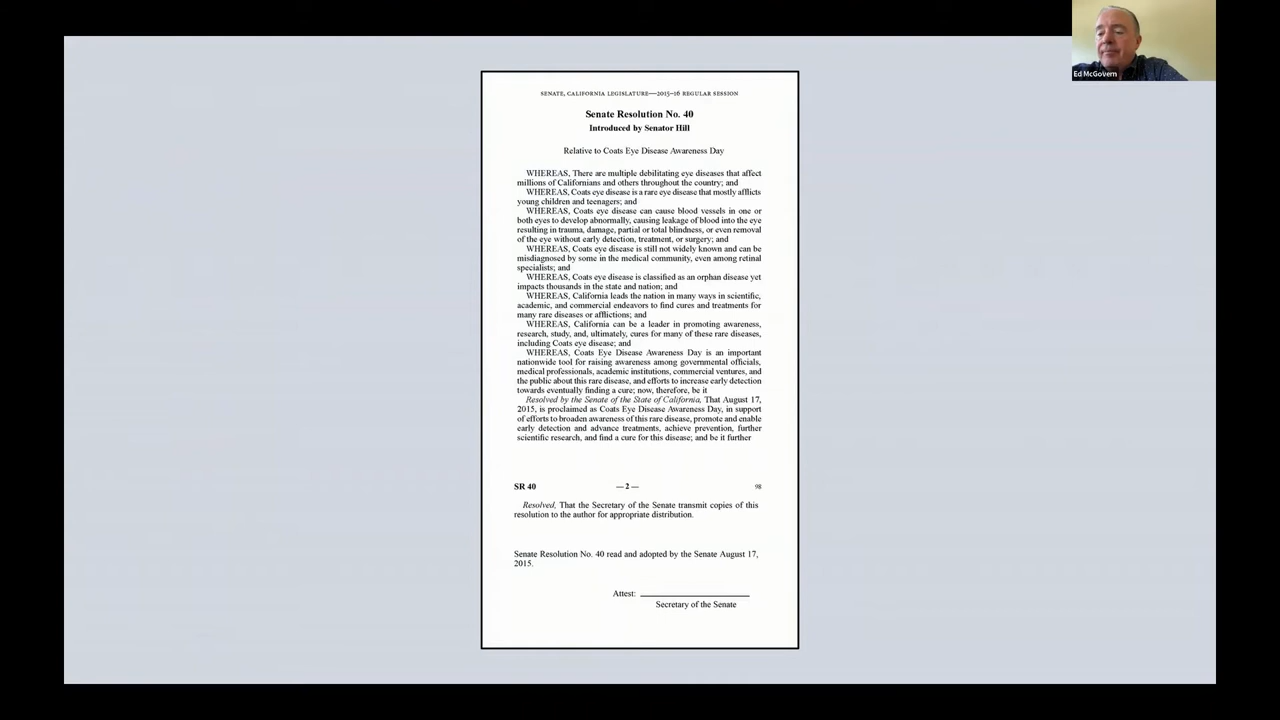 Ed McGovern
SENATE, CALIFORNIA LEGISLATURE—2015–16 REGULAR SESSION
Senate Resolution No. 40
Introduced by Senator Hill
Relative to Coats Eye Disease Awareness Day
WHEREAS, There are multiple debilitating eye diseases that affect
millions of Californians and others throughout the country; and
WHEREAS, Coats eye disease is a rare eye disease that mostly afflicts
young children and teenagers; and
WHEREAS, Coats eye disease can cause blood vessels in one or
both eyes to develop abnormally, causing leakage of blood into the eye
resulting in trauma, damage, partial or total blindness, or even removal
of the eye without early detection, treatment, or surgery; and
WHEREAS, Coats eye disease is still not widely known and can be
misdiagnosed by some in the medical community, even among retinal
specialists; and
WHEREAS, Coats eye disease is classified as an orphan disease yet
impacts thousands in the state and nation; and
WHEREAS, California leads the nation in many ways in scientific,
academic, and commercial endeavors to find cures and treatments for
many rare diseases or afflictions; and
WHEREAS, California can be a leader in promoting awareness,
research, study, and, ultimately, cures for many of these rare diseases,
including Coats eye disease; and
WHEREAS, Coats Eye Disease Awareness Day is an important
nationwide tool for raising awareness among governmental officials,
medical professionals, academic institutions, commercial ventures, and
the public about this rare disease, and efforts to increase early detection
towards eventually finding a cure; now, therefore, be it
Resolved by the Senate of the State of California, That August 17,
2015, is proclaimed as Coats Eye Disease Awareness Day, in support
of efforts to broaden awareness of this rare disease, promote and enable
early detection and advance treatments, achieve prevention, further
scientific research, and find a cure for this disease; and be it further
SR 40 — 2 — 98
Resolved, That the Secretary of the Senate transmit copies of this
resolution to the author for appropriate distribution.
Senate Resolution No. 40 read and adopted by the Senate August 17,
2015.
Attest:
Secretary of the Senate